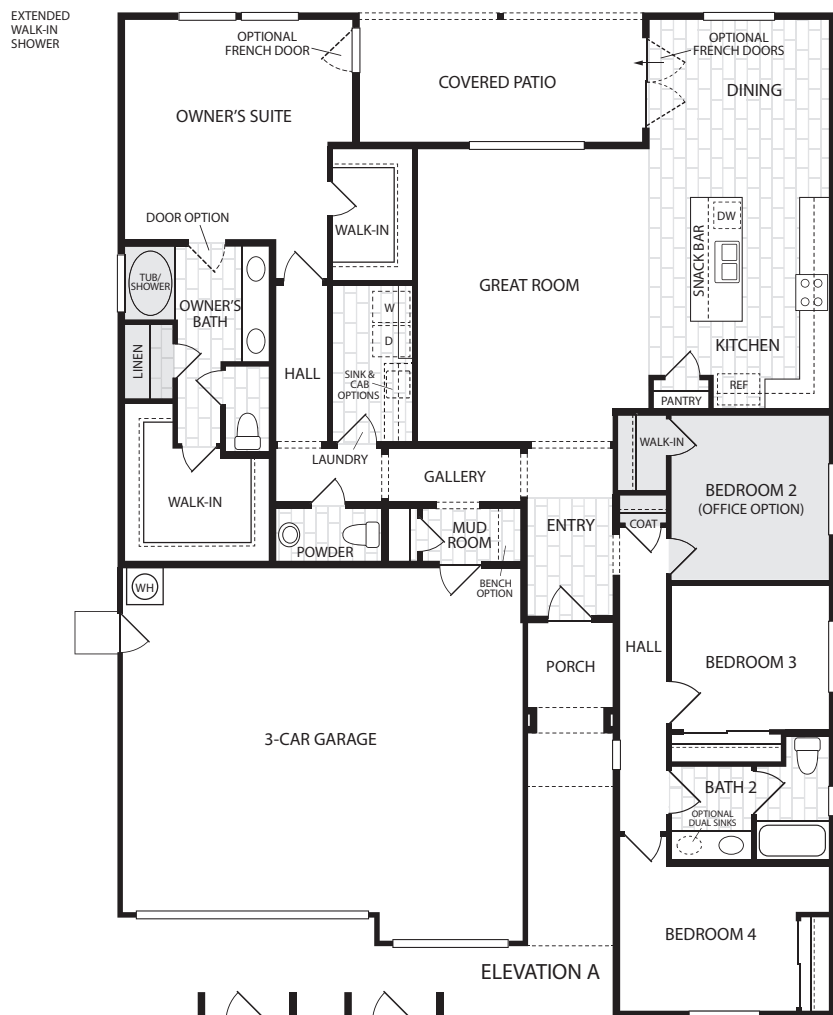 EXTENDED
WALK-IN
SHOWER
OPTIONAL
FRENCH DOOR
OWNER'S SUITE
COVERED PATIO
OPTIONAL
FRENCH DOORS
DINING
DOOR OPTION
WALK-IN
TUB/
SHOWER
OWNER'S
BATH
LINEN
HALL
W
D
SINK &
CAB
OPTIONS
LAUNDRY
GREAT ROOM
DW
SNACK BAR
KITCHEN
REF
PANTRY
WALK-IN
GALLERY
WALK-IN
BEDROOM 2
(OFFICE OPTION)
COAT
POWDER
MUD
ROOM
BENCH
OPTION
ENTRY
WH
PORCH
HALL
BEDROOM 3
3-CAR GARAGE
BATH 2
OPTIONAL
DUAL SINKS
BEDROOM 4
ELEVATION A